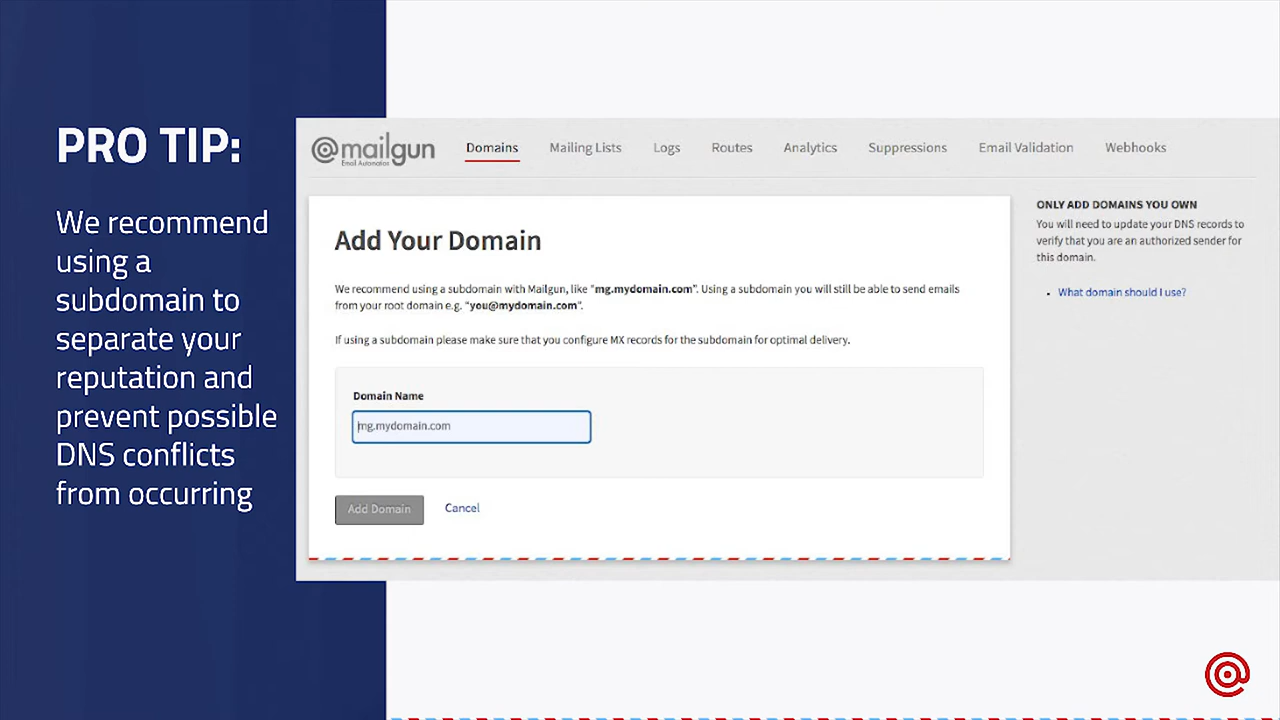 PRO TIP:
We recommend
using a
subdomain to
separate your
reputation and
prevent possible
DNS conflicts
from occurring
@mailgun
Email Automation
Domains
Mailing Lists
Logs
Routes
Analytics
Suppressions
Email Validation
Webhooks
Add Your Domain
We recommend using a subdomain with Mailgun, like "mg.mydomain.com". Using a subdomain you will still be able to send emails
from your root domain e.g. "you@mydomain.com".
If using a subdomain please make sure that you configure MX records for the subdomain for optimal delivery.
Domain Name
mg.mydomain.com
Add Domain
Cancel
ONLY ADD DOMAINS YOU OWN
You will need to update your DNS records to
verify that you are an authorized sender for
this domain.
What domain should I use?
@